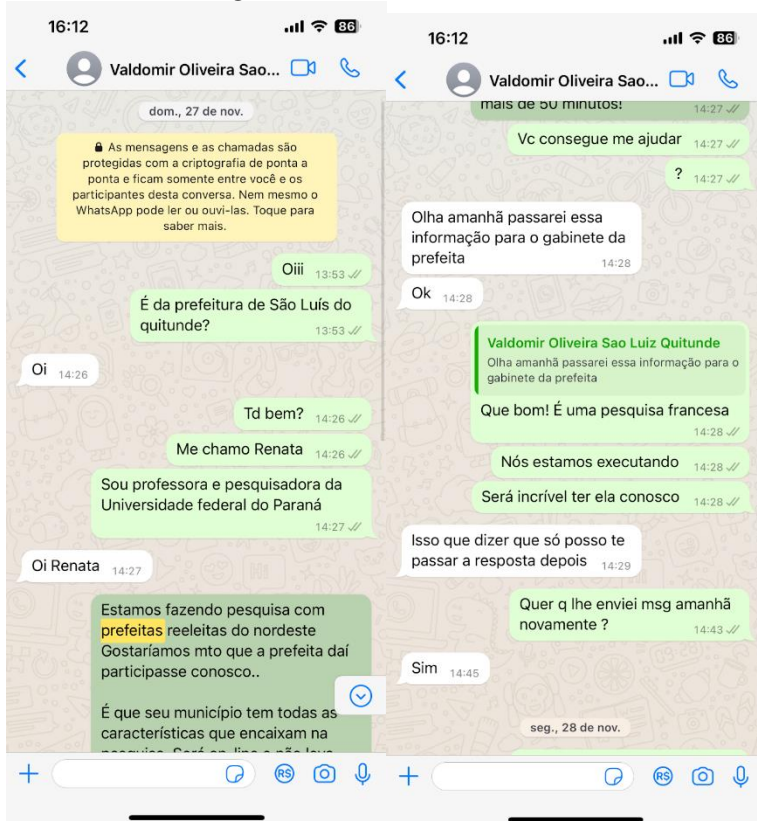 16:12
86
Valdomir Oliveira Sao...
dom., 27 de nov.
As mensagens e as chamadas são
protegidas com a criptografia de ponta a
ponta e ficam somente entre você e os
participantes desta conversa. Nem mesmo o
WhatsApp pode ler ou ouvi-las. Toque para
saber mais.
Oiii 13:53
É da prefeitura de São Luís do
quitunde?
13:53
Oi 14:26
Td bem? 14:26
Me chamo Renata 14:26
Sou professora e pesquisadora da
Universidade federal do Paraná
14:27
Oi Renata 14:27
Estamos fazendo pesquisa com
prefeitas reeleitas do nordeste
Gostaríamos mto que a prefeita daí
participasse conosco..
É que seu município tem todas as
características que encaixam na
R$
16:12
86
Valdomir Oliveira Sao...
mais de 50 minutos!
14:27
Vc consegue me ajudar 14:27
? 14:27
Olha amanhã passarei essa
informação para o gabinete da
prefeita
14:28
Ok 14:28
Valdomir Oliveira Sao Luiz Quitunde
Olha amanhã passarei essa informação para o
gabinete da prefeita
Que bom! É uma pesquisa francesa
14:28
Nós estamos executando 14:28
Será incrível ter ela conosco 14:28
Isso que dizer que só posso te
passar a resposta depois 14:29
Quer q lhe enviei msg amanhã
novamente ?
14:43
Sim 14:45
seg., 28 de nov.
R$